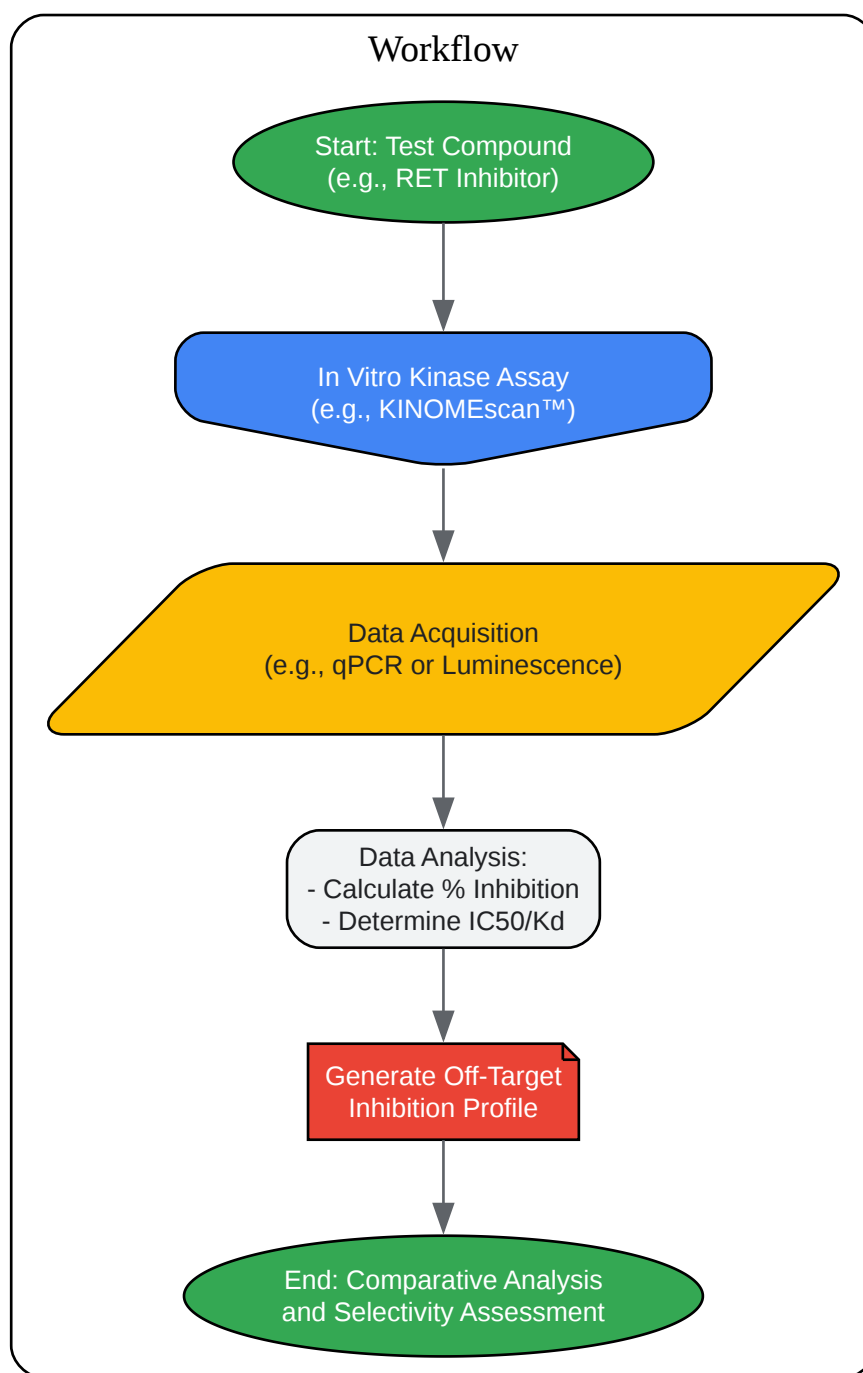 Workflow
Start: Test Compound
(e.g., RET Inhibitor)
In Vitro Kinase Assay
(e.g., KINOMEscan™)
Data Acquisition
(e.g., qPCR or Luminescence)
Data Analysis:
- Calculate % Inhibition
- Determine IC50/Kd
Generate Off-Target
Inhibition Profile
End: Comparative Analysis
and Selectivity Assessment